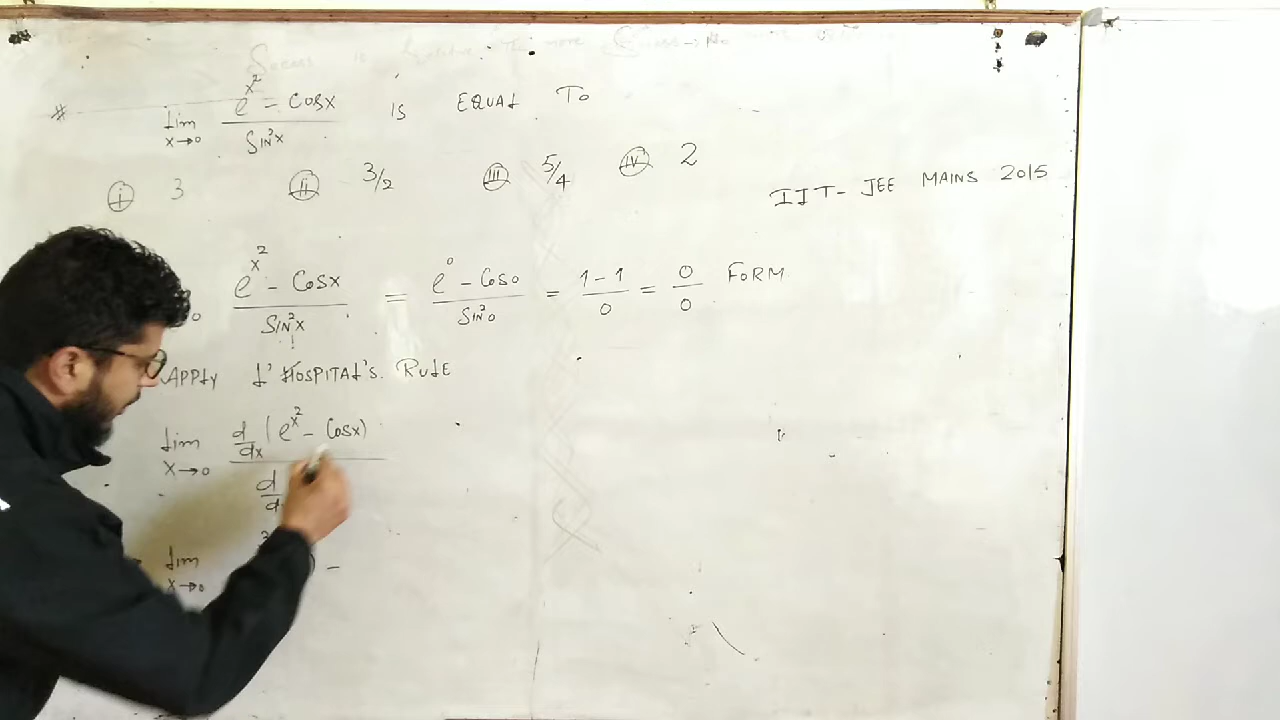 # lim x→0 e^x² - Cosx / Sin²x IS EQUAL TO
(i) 3 (ii) 3/2 (iii) 5/4 (iv) 2
IIT- JEE MAINS 2015
e^x² - Cosx / Sin²x = e⁰ - Cos0 / Sin²0 = 1-1 / 0 = 0/0 FORM
APPLY L' HOSPITAL'S. RULE
lim x→0 d/dx (e^x² - Cosx)
d
lim x→0 -